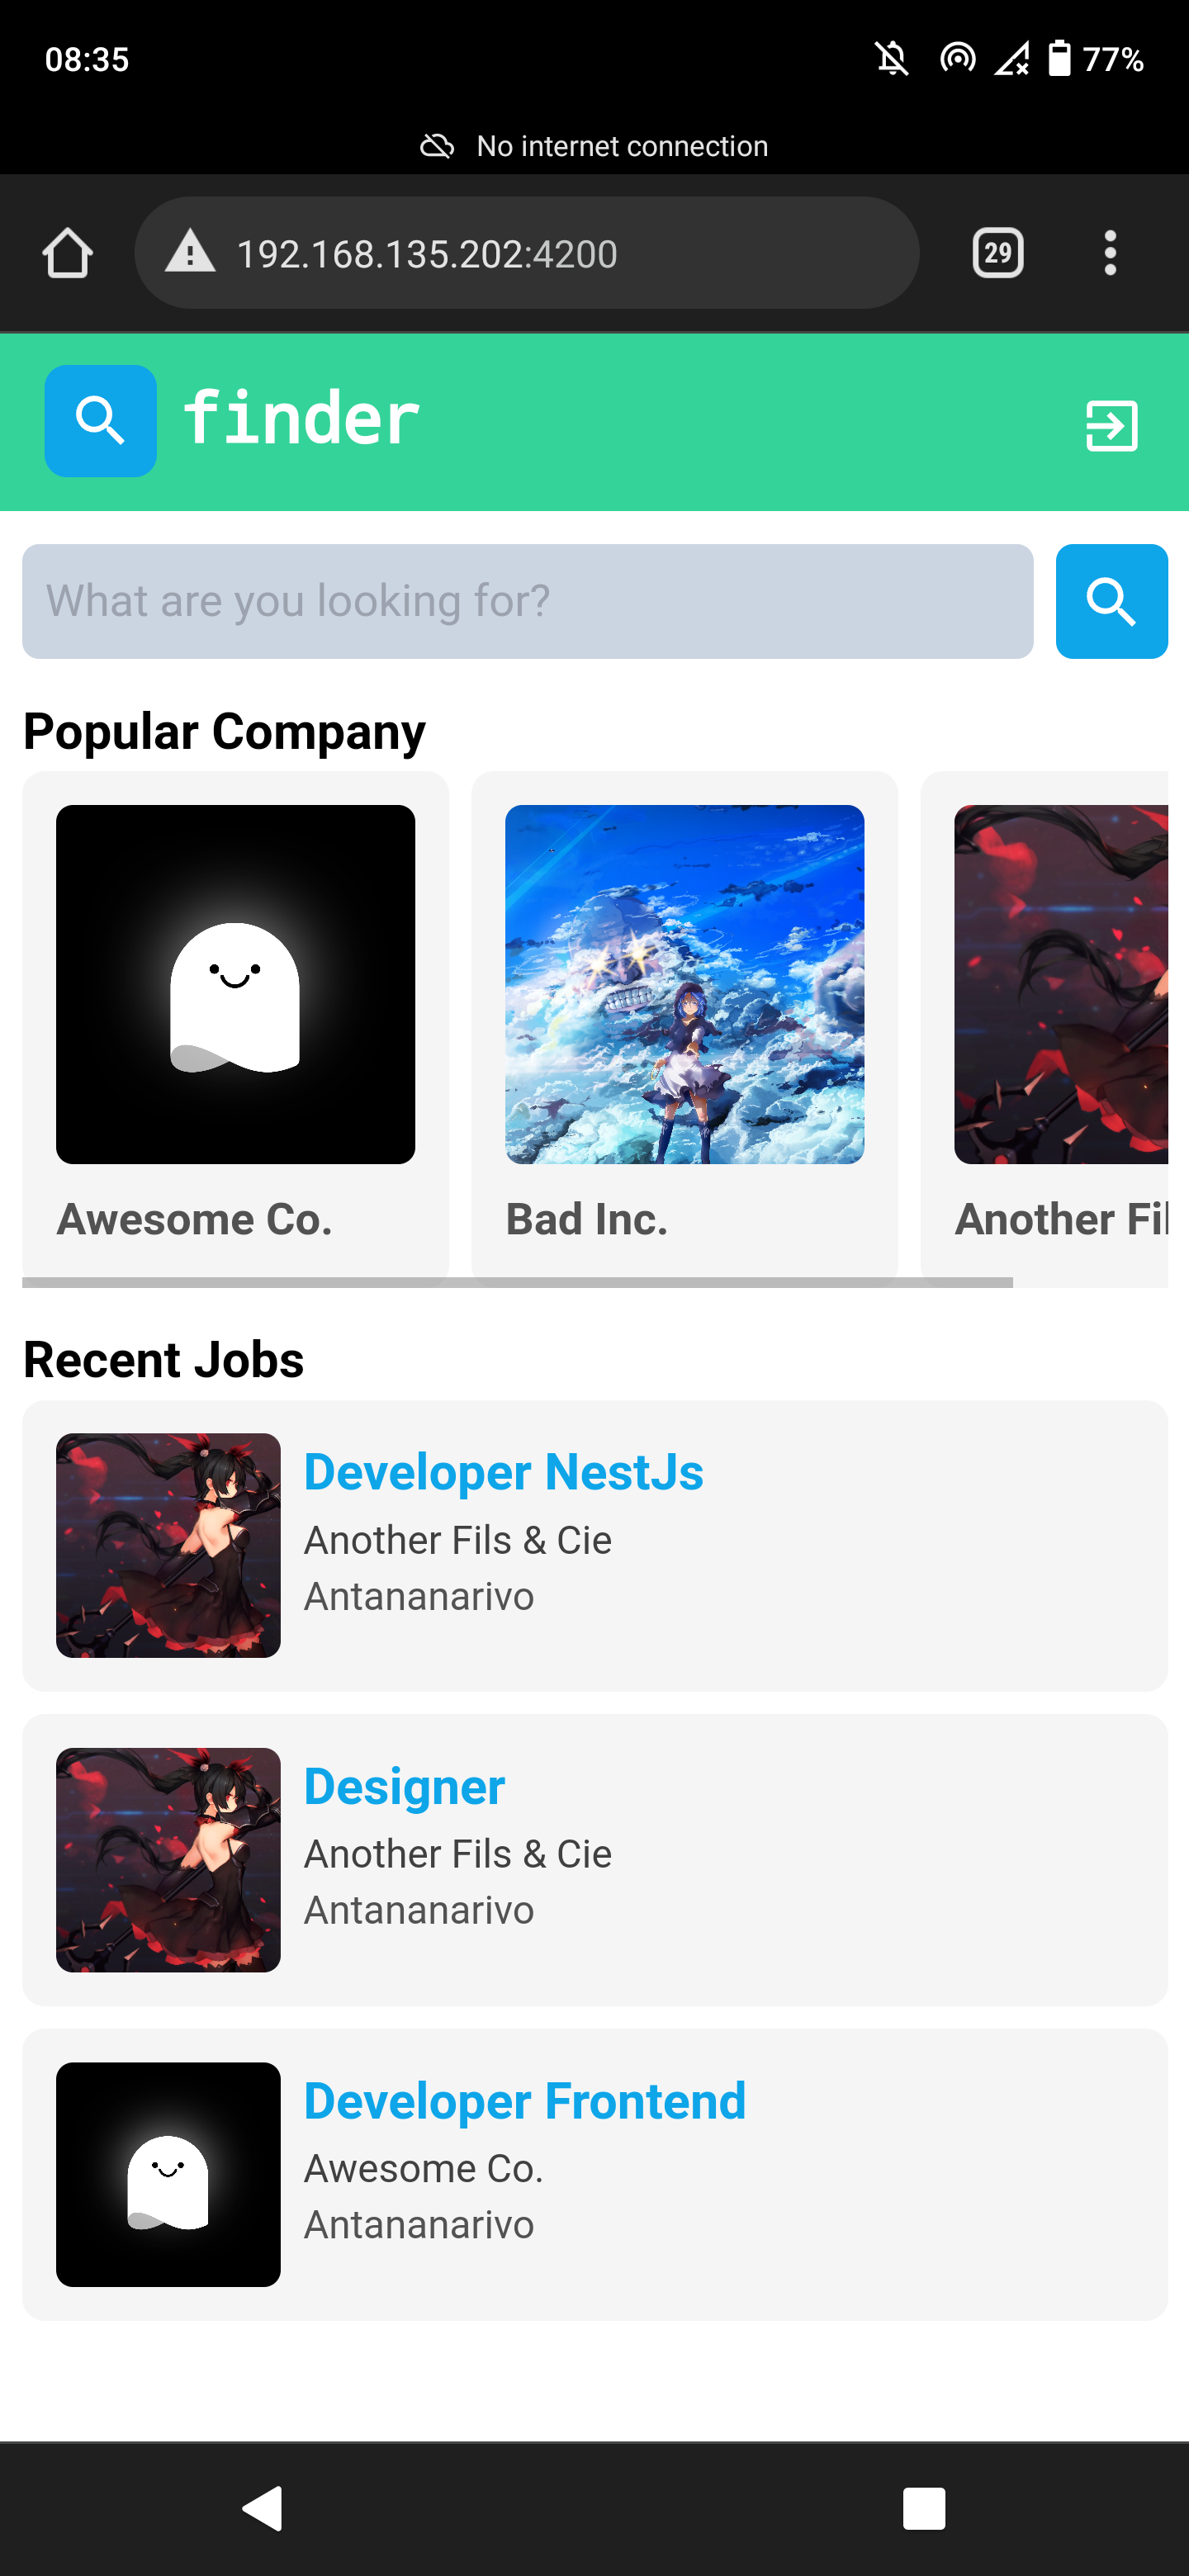 08:35
77%
No internet connection
192.168.135.202:4200
29
finder
What are you looking for?
Popular Company
Awesome Co.
Bad Inc.
Another Fil
Recent Jobs
Developer NestJs
Another Fils & Cie
Antananarivo
Designer
Another Fils & Cie
Antananarivo
Developer Frontend
Awesome Co.
Antananarivo